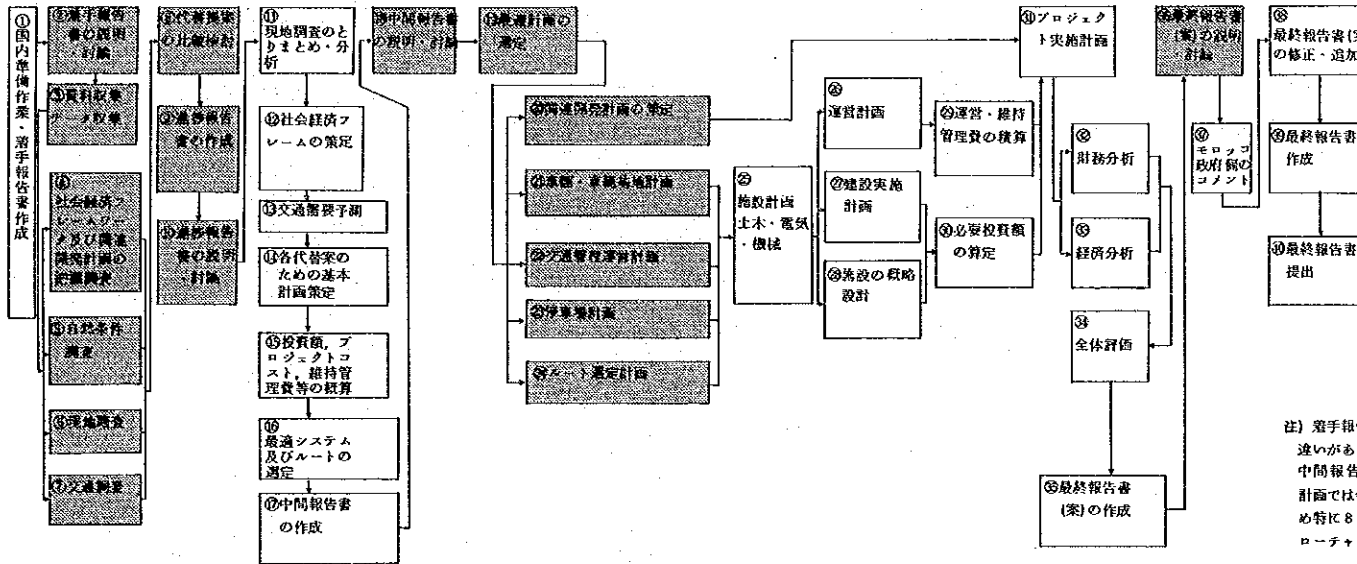 ①国内準備作業・着手報告書作成
②着手報告
書の説明
・討論
③資料収集
データ収集
④
社会経済フ
レームワー
ク及び関連
開発計画の
⑤自然条件
調査
⑥現地踏査
⑦交通調査
⑧代替提案
の比較検討
⑨進捗報告
書の作成
⑩進捗報告
書の説明
・討論
⑪
現地調査のと
りまとめ・分
析
⑫社会経済フ
レームの策定
⑬交通需要予測
⑭各代替案の
ための基本
計画策定
⑮投資額，プ
ロジェクトコ
スト，維持管
理費等の概算
⑯
最適システム
及びルートの
選定
⑰中間報告書
の作成
⑱中間報告書
の説明・討論
⑲最適計画の
選定
⑳関連開発計画の策定
㉑車両・車両基地計画
㉒交通管理運営計画
㉓停車場計画
㉔ルート選定計画
㉕
施設計画
土木・電気
・機械
㉖
運営計画
㉗建設実施
計画
㉘施設の概略
設計
㉙運営・維持
管理費の積算
㉚必要投資額
の算定
㉛プロジェク
ト実施計画
㉜
財務分析
㉝
経済分析
㉞
全体評価
㉟最終報告書
(案)の作成
㊱最終報告書
(案)の説明
討論
㊲
モロッコ
政府側の
コメント
㊳
最終報告書(案
の修正・追加
㊴最終報告書
作成
㊵最終報告書
提出
注) 着手報
違いがあ
中間報告
計画では
め特に8
ローチャ